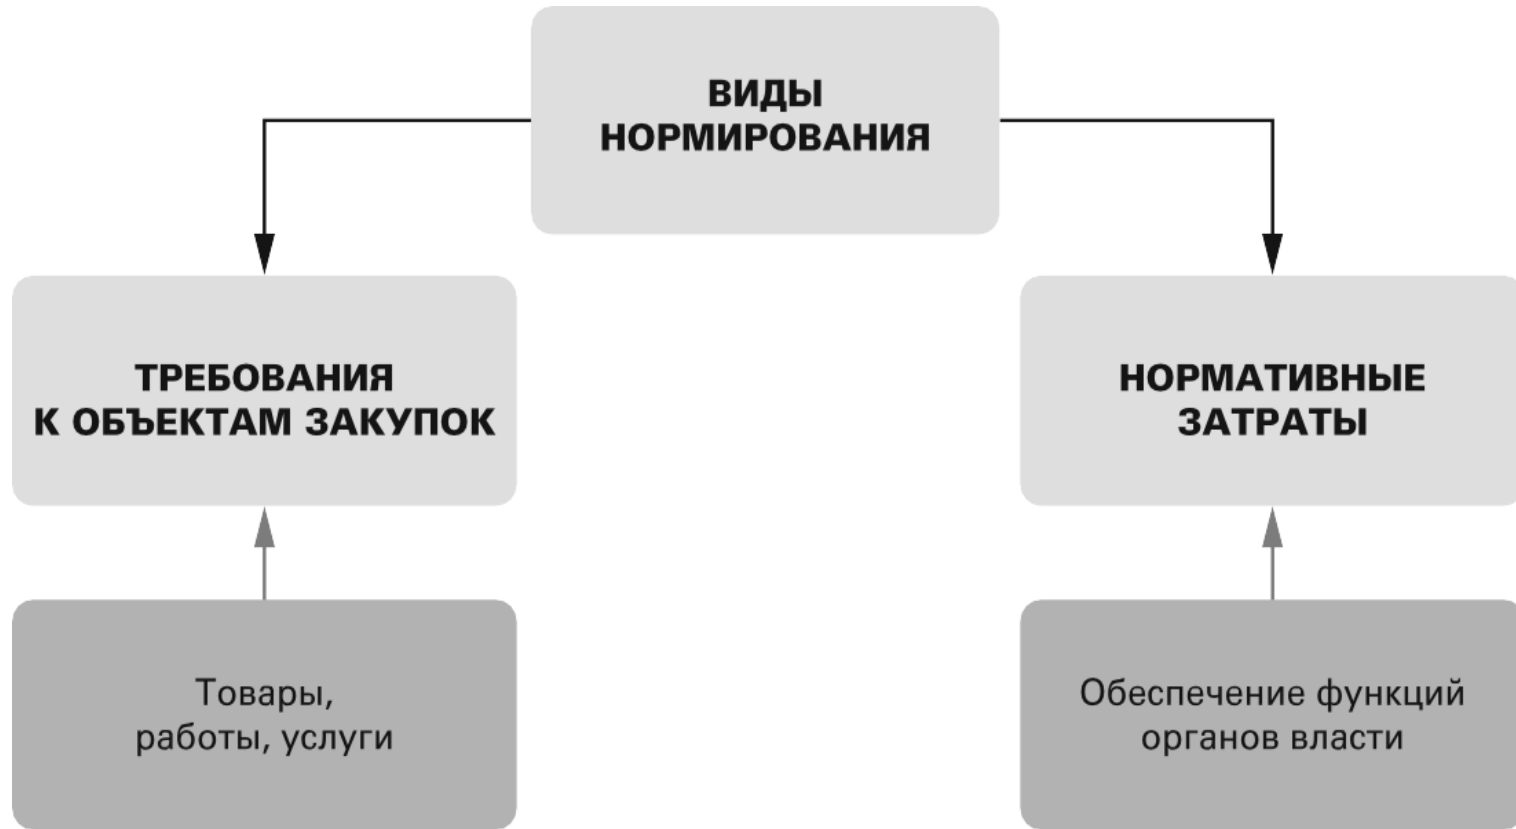 ВИДЫ
НОРМИРОВАНИЯ
ТРЕБОВАНИЯ
К ОБЪЕКТАМ ЗАКУПОК
НОРМАТИВНЫЕ
ЗАТРАТЫ
Товары,
работы, услуги
Обеспечение функций
органов власти